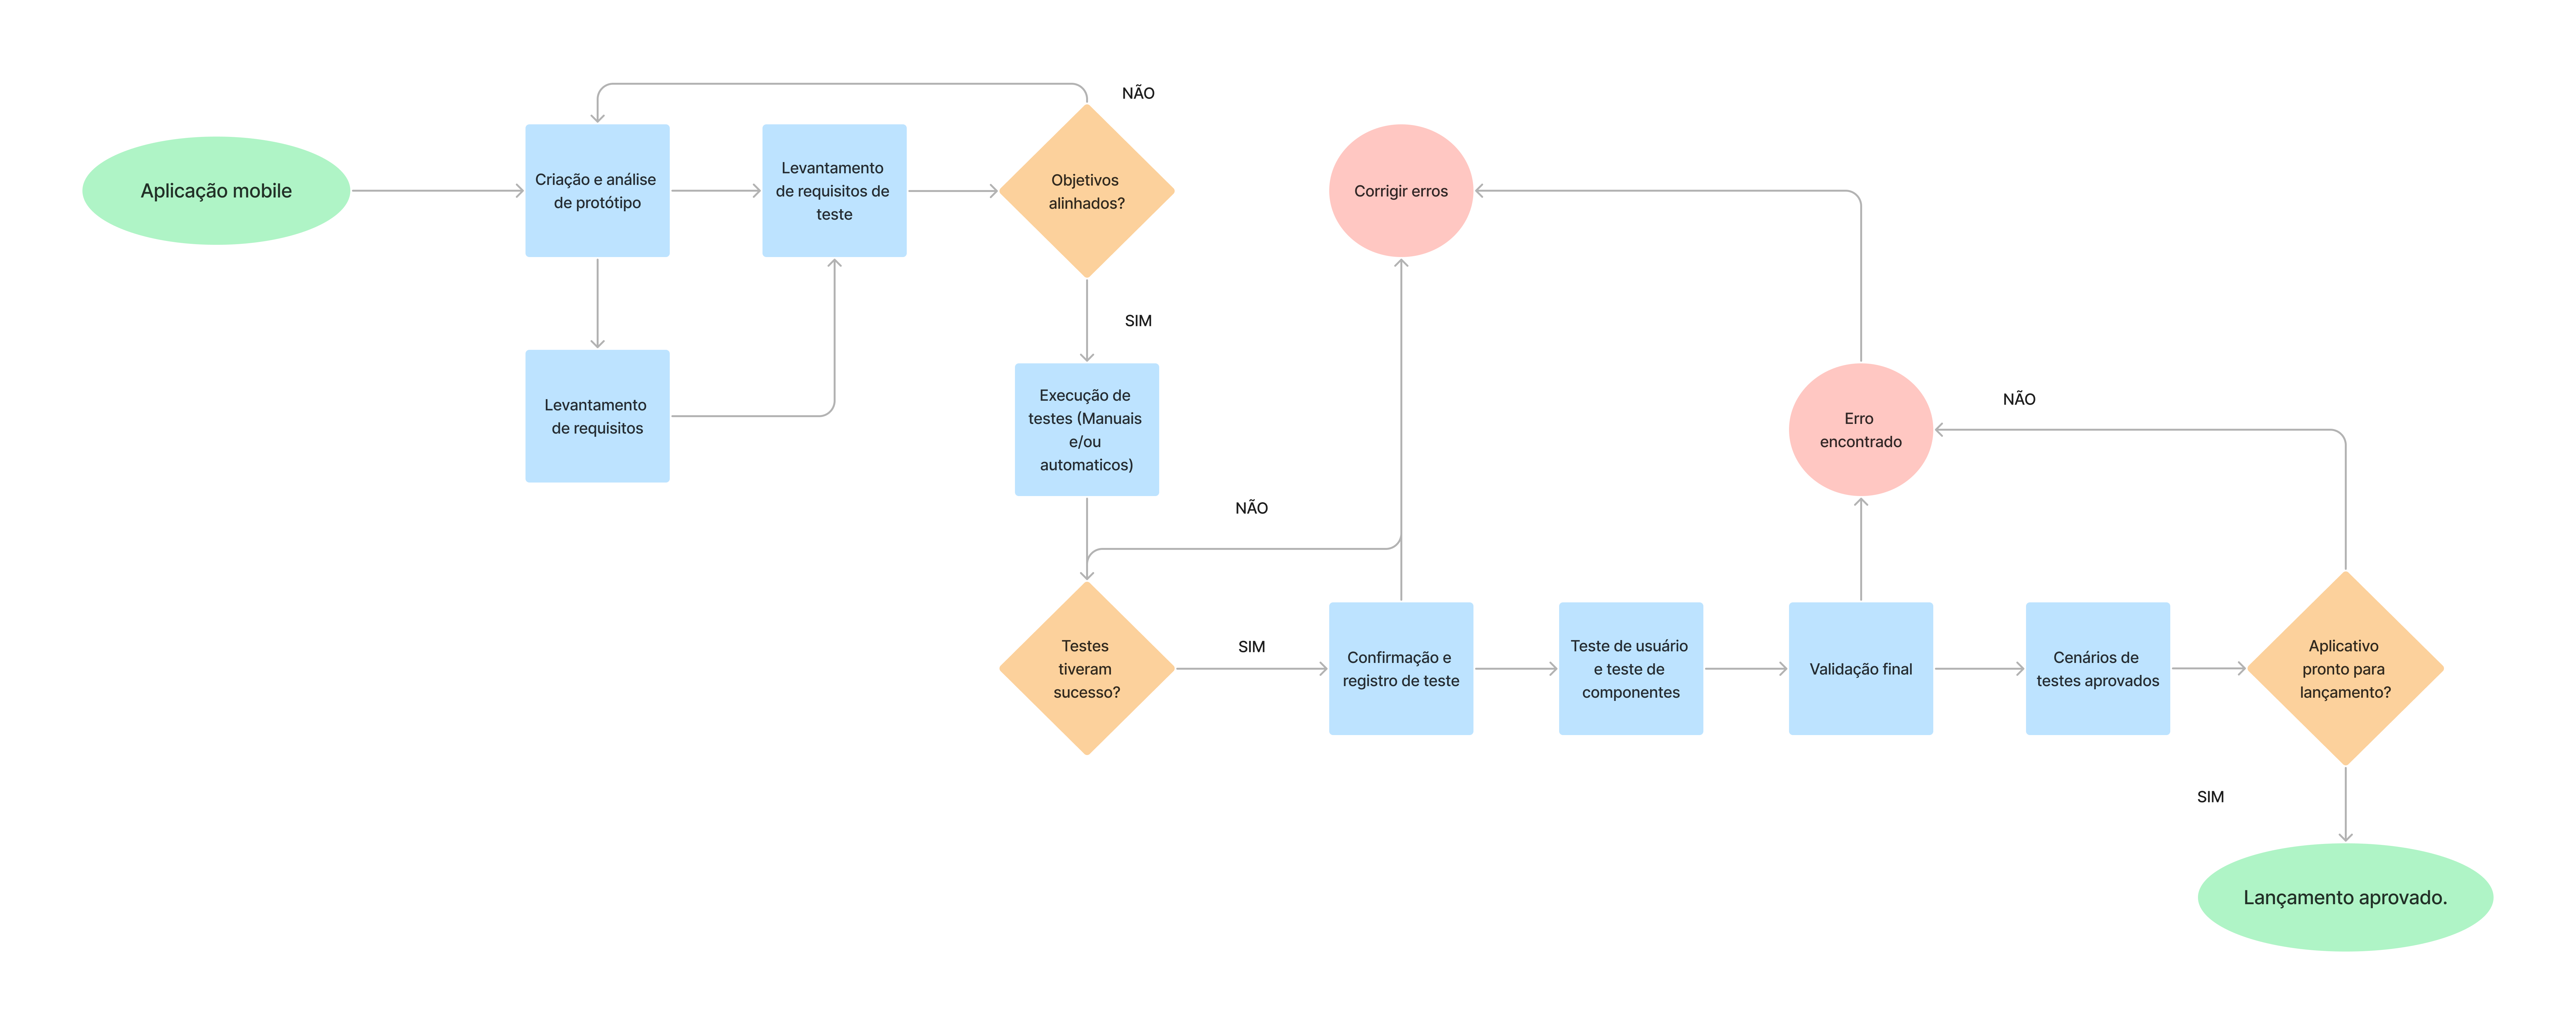 Aplicação mobile
Criação e análise
de protótipo
Levantamento
de requisitos de
teste
Objetivos
alinhados?
NÃO
SIM
Levantamento
de requisitos
Execução de
testes (Manuais
e/ou
automaticos)
Corrigir erros
Erro
encontrado
NÃO
NÃO
Testes
tiveram
sucesso?
SIM
Confirmação e
registro de teste
Teste de usuário
e teste de
componentes
Validação final
Cenários de
testes aprovados
Aplicativo
pronto para
lançamento?
SIM
Lançamento aprovado.